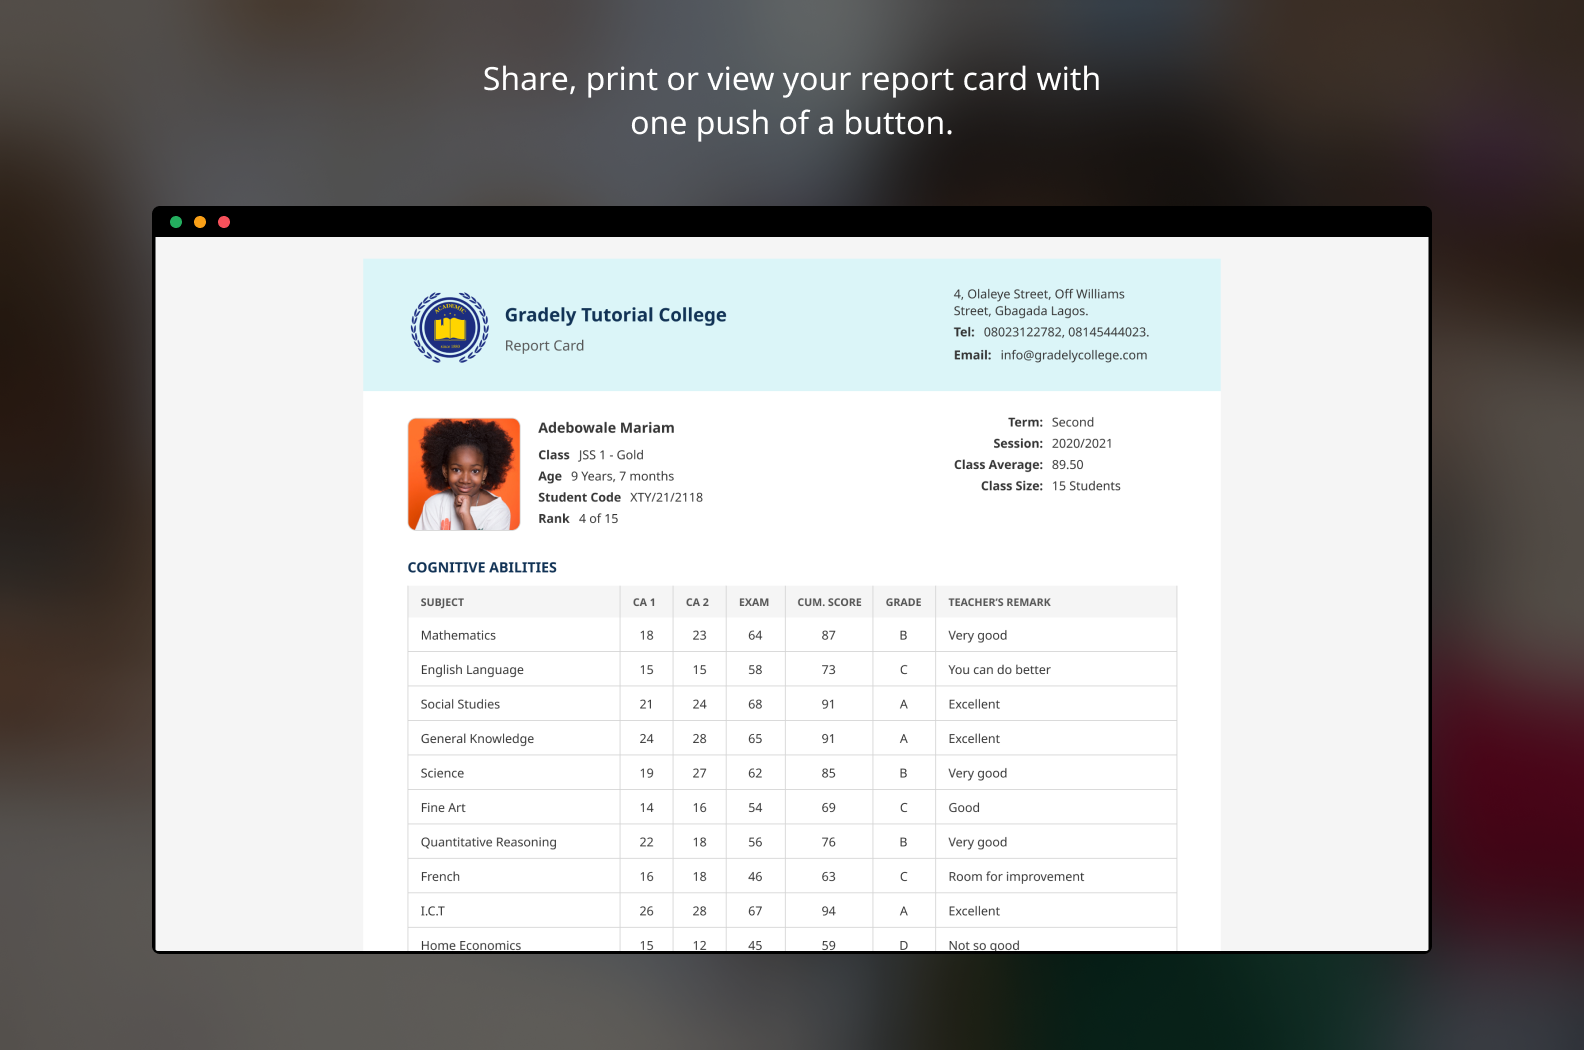 Share, print or view your report card with
one push of a button.
ACADEMIC
Gradely Tutorial College
Report Card
4, Olaleye Street, Off Williams
Street, Gbagada Lagos.
Tel: 08023122782, 08145444023.
Email: info@gradelycollege.com
Adebowale Mariam
Class JSS 1 - Gold
Age 9 Years, 7 months
Student Code XTY/21/2118
Rank 4 of 15
Term: Second
Session: 2020/2021
Class Average: 89.50
Class Size: 15 Students
COGNITIVE ABILITIES
SUBJECT CA 1 CA 2 EXAM CUM. SCORE GRADE TEACHER'S REMARK
Mathematics 18 23 64 87 B Very good
English Language 15 15 58 73 C You can do better
Social Studies 21 24 68 91 A Excellent
General Knowledge 24 28 65 91 A Excellent
Science 19 27 62 85 B Very good
Fine Art 14 16 54 69 C Good
Quantitative Reasoning 22 18 56 76 B Very good
French 16 18 46 63 C Room for improvement
I.C.T 26 28 67 94 A Excellent
Home Economics 15 12 45 59 D Not so good